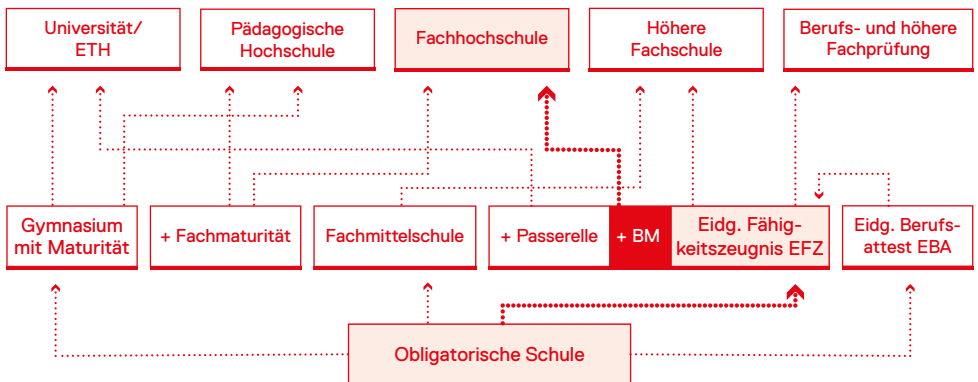 Universität/
ETH
Pädagogische
Hochschule
Fachhochschule
Höhere
Fachschule
Berufs- und höhere
Fachprüfung
Gymnasium
mit Maturität
+ Fachmaturität
Fachmittelschule
+ Passerelle
+ BM
Eidg. Fähig-
keitszeugnis EFZ
Eidg. Berufs-
attest EBA
Obligatorische Schule